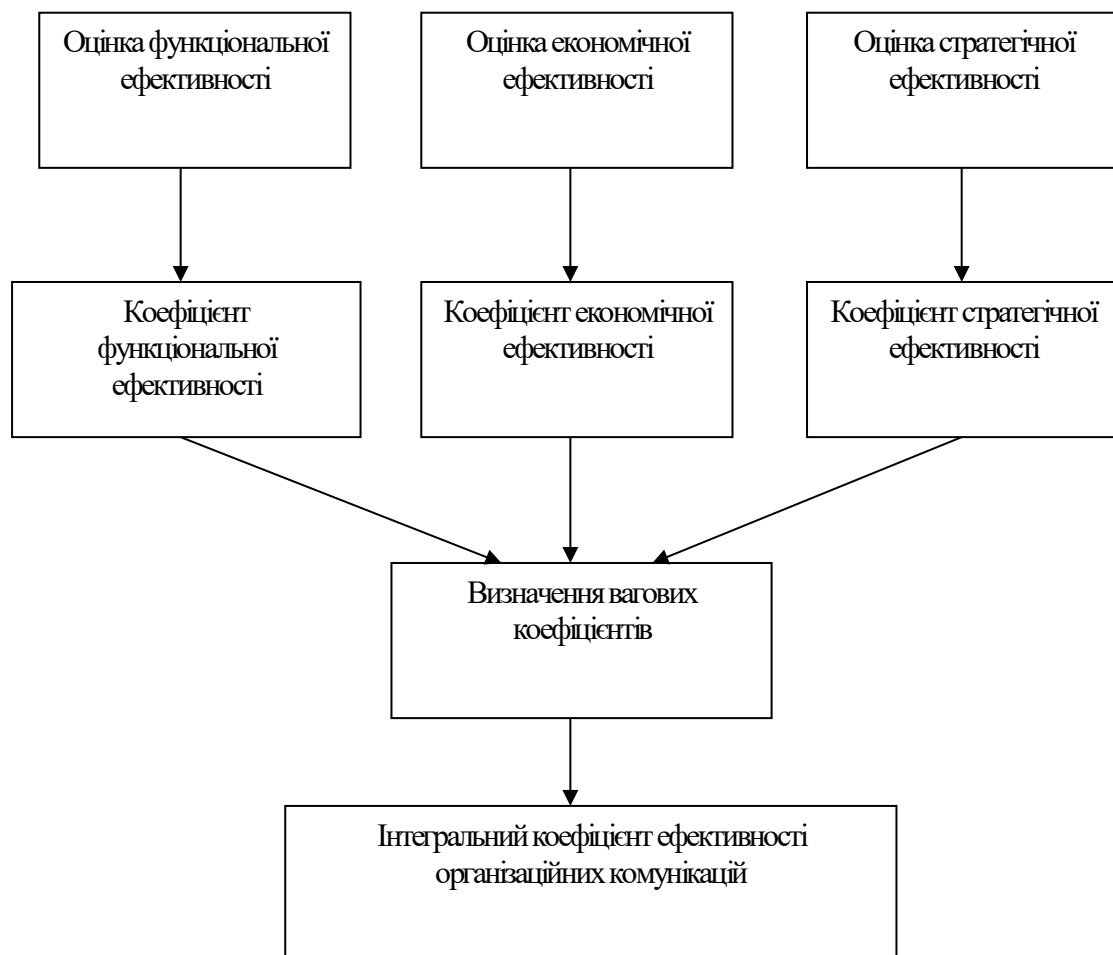 Оцінка функціональної
ефективності
Оцінка економічної
ефективності
Оцінка стратегічної
ефективності
Коефіцієнт
функціональної
ефективності
Коефіцієнт економічної
ефективності
Коефіцієнт стратегічної
ефективності
Визначення вагових
коефіцієнтів
Інтегральний коефіцієнт ефективності
організаційних комунікацій